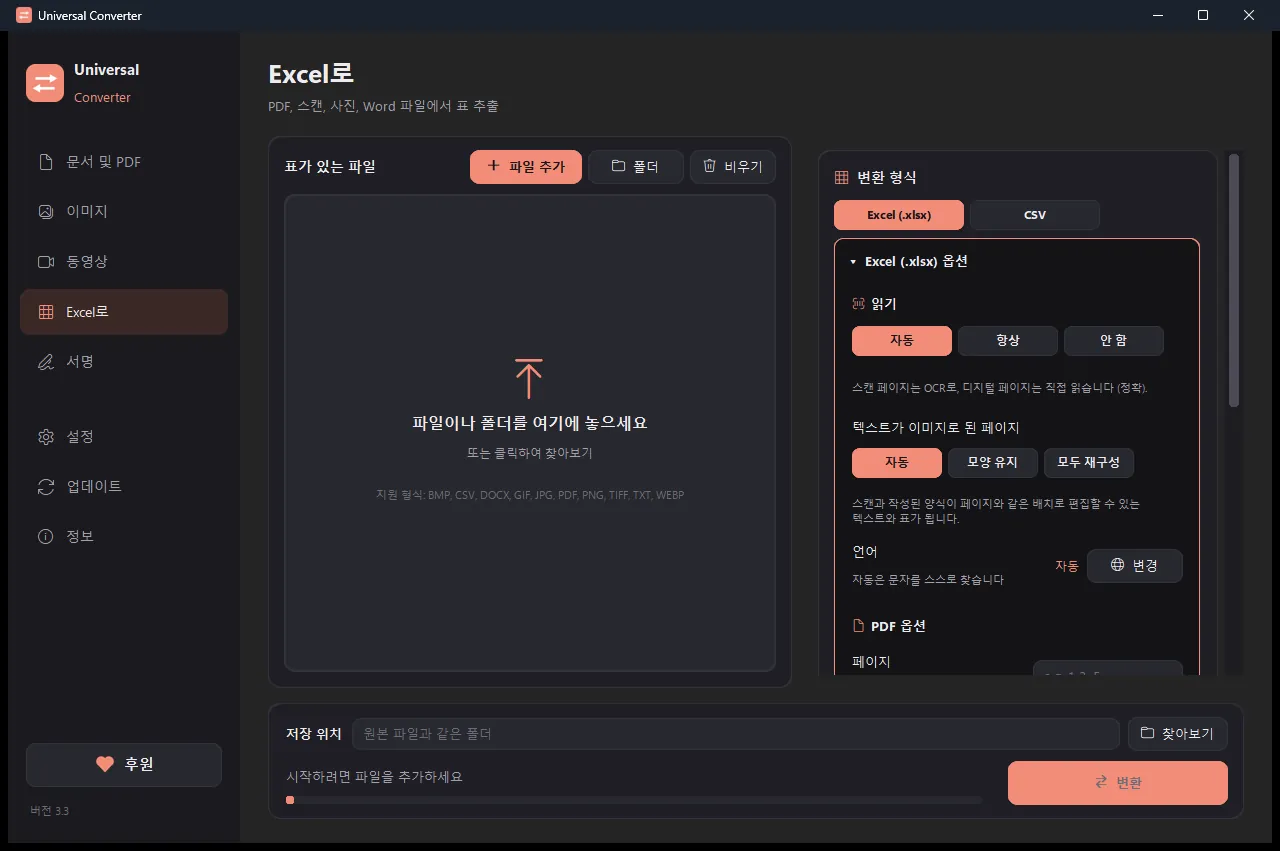 Universal Converter
Universal
Converter
문서 및 PDF
이미지
동영상
Excel로
서명
설정
업데이트
정보
후원
버전 3.3
Excel로
PDF, 스캔, 사진, Word 파일에서 표 추출
표가 있는 파일
파일 추가
폴더
비우기
파일이나 폴더를 여기에 놓으세요
또는 클릭하여 찾아보기
지원 형식: BMP, CSV, DOCX, GIF, JPG, PDF, PNG, TIFF, TXT, WEBP
변환 형식
Excel (.xlsx)
CSV
Excel (.xlsx) 옵션
읽기
자동
항상
안 함
스캔 페이지는 OCR로, 디지털 페이지는 직접 읽습니다 (정확).
텍스트가 이미지로 된 페이지
자동
모양 유지
모두 재구성
스캔과 작성된 양식이 페이지와 같은 배치로 편집할 수 있는
텍스트와 표가 됩니다.
언어
자동은 문자를 스스로 찾습니다
자동
변경
PDF 옵션
페이지
저장 위치
원본 파일과 같은 폴더
찾아보기
시작하려면 파일을 추가하세요
변환